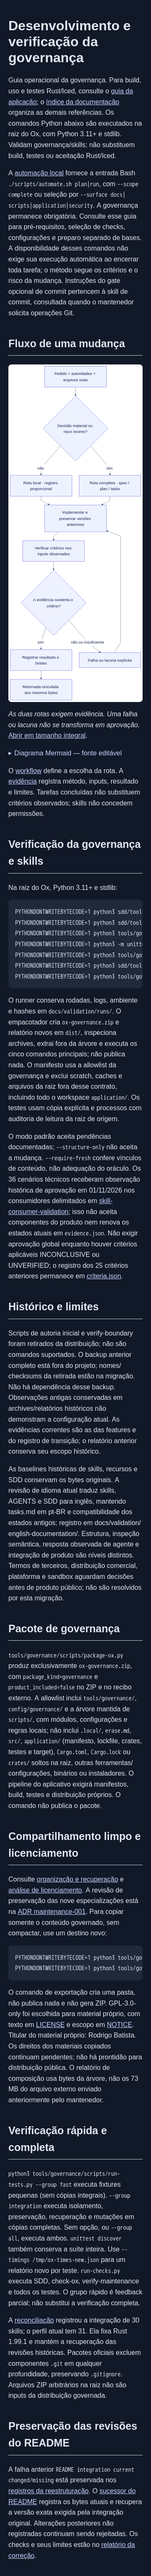 Desenvolvimento e
verificação da
governança
Guia operacional da governança. Para build,
uso e testes Rust/Iced, consulte o guia da
aplicação; o índice da documentação
organiza as demais referências. Os
comandos Python abaixo são executados na
raiz do Ox, com Python 3.11+ e stdlib.
Validam governança/skills; não substituem
build, testes ou aceitação Rust/Iced.
A automação local fornece a entrada Bash
./scripts/automate.sh plan|run, com --scope
complete ou seleção por --surface docs|
scripts|application|security. A governança
permanece obrigatória. Consulte esse guia
para pré-requisitos, seleção de checks,
configurações e preparo separado de bases.
A disponibilidade desses comandos não
exige sua execução automática ao encerrar
toda tarefa; o método segue os critérios e o
risco da mudança. Instruções do gate
opcional do commit pertencem à skill de
commit, consultada quando o mantenedor
solicita operações Git.
Fluxo de uma mudança
Pedido + autoridades +
arquivos reais
Decisão material ou
risco incerto?
não
sim
Rota local · registro
proporcional
Rota completa · spec /
plan / tasks
Implementar e
preservar versões
anteriores
Verificar critérios nos
inputs observados
A evidência sustenta o
critério?
sim
não ou insuficiente
Registrar resultado e
limites
Falha ou lacuna explícita
Retomada vinculada
aos mesmos bytes
As duas rotas exigem evidência. Uma falha
ou lacuna não se transforma em aprovação.
Abrir em tamanho integral.
▸ Diagrama Mermaid — fonte editável
O workflow define a escolha da rota. A
evidência registra método, inputs, resultado
e limites. Tarefas concluídas não substituem
critérios observados; skills não concedem
permissões.
Verificação da governança
e skills
Na raiz do Ox, Python 3.11+ e stdlib:
PYTHONDONTWRITEBYTECODE=1 python3 sdd/tool
PYTHONDONTWRITEBYTECODE=1 python3 sdd/tool
PYTHONDONTWRITEBYTECODE=1 python3 tools/go
PYTHONDONTWRITEBYTECODE=1 python3 -m unitt
PYTHONDONTWRITEBYTECODE=1 python3 tools/go
PYTHONDONTWRITEBYTECODE=1 python3 sdd/tool
PYTHONDONTWRITEBYTECODE=1 python3 tools/go
O runner preserva rodadas, logs, ambiente
e hashes em docs/validation/runs/. O
empacotador cria ox-governance.zip e
relatório novos em dist/, inspeciona
archives, extrai fora do Ox e executa os
ensaios principais; não publica nada. O
manifesto usa a allowlist da
governança e exclui scratch, caches e
arquivos da raiz fora desse contrato,
incluindo todo o workspace application/. Os
testes usam cópia explícita e processos com
auditoria de leitura da raiz de origem.
O modo padrão aceita pendências
documentadas; --structure-only não aceita
a mudança. --require-fresh confere vínculos
de conteúdo, não adequação do método. Os
36 cenários técnicos receberam aceitação
histórica de aprovação em 01/11/2026 nos
consumidores delimitados em skill-
consumer-validation; isso não aceita
componentes de produto nem revisa os
estados atuais em evidence.json. Não exige
aprovação global enquanto houver critérios
aplicáveis INCONCLUSIVE ou
UNVERIFIED; o registro dos 25 critérios
anteriores permanece em criteria.json.
Histórico e limites
Scripts de autoria inicial e verify-boundary
foram retirados da distribuição; não são
comandos suportados. O backup anterior
completo está fora do projeto; nomes/
checksums da retirada estão na migração.
Não há dependência desse backup.
Observações antigas conservadas em
archives/relatórios históricos não
demonstram a configuração atual. As
evidências correntes são as das features e
do registro de transição; o relatório anterior
mantém seu escopo histórico.
As baselines históricas de skills, recursos e
SDD conservam os bytes originais. A
revisão de idioma atual traduz skills,
AGENTS e SDD para inglês, mantendo
tasks.md em pt-BR e compatibilidade de
estados antigos; registro em docs/validation/
english-documentation/. Estrutura, inspeção
semântica, resposta observada de agente e
integração de produto são níveis distintos.
Termos de terceiros, distribuição comercial,
plataforma e sandbox aguardam decisões
antes de produto público; não são resolvidos
por esta migração.
Pacote de governança
tools/governance/scripts/package-ox.py
produz exclusivamente ox-governance.zip,
com package_kind=governance e
product_included=false no ZIP e no recibo
externo. A allowlist inclui tools/governance/,
config/governance/ e a árvore mantida de
scripts/, com módulos, configurações e
regras locais; não inclui .local/, erase.md,
src/, application/ (manifesto, lockfile, crates,
testes e target), Cargo.toml, Cargo.lock ou
crates/ soltos na raiz, outras ferramentas/
configurações, binários ou instaladores. O
pipeline do aplicativo exigirá manifesto,
build, testes e distribuição próprios. O
comando não publica o pacote.
Compartilhamento limpo e
licenciamento
Consulte organização e recuperação e
análise de licenciamento. A revisão de
preservação das nove especializações está
na ADR maintenance-001. Para copiar
somente o conteúdo governado, sem
compactar, use um destino novo:
PYTHONDONTWRITEBYTECODE=1 python3 tools/go
PYTHONDONTWRITEBYTECODE=1 python3 tools/go
O comando de exportação cria uma pasta,
não publica nada e não gera ZIP. GPL-3.0-
only foi escolhida para material próprio, com
texto em LICENSE e escopo em NOTICE.
Titular do material próprio: Rodrigo Batista.
Os direitos dos materiais copiados
continuam pendentes; não há prontidão para
distribuição pública. O relatório de
composição usa bytes da árvore, não os 73
MB do arquivo externo enviado
anteriormente pelo mantenedor.
Verificação rápida e
completa
python3 tools/governance/scripts/run-
tests.py --group fast executa fixtures
pequenas (sem cópias integrais). --group
integration executa isolamento,
preservação, recuperação e mutações em
cópias completas. Sem opção, ou --group
all, executa ambos. unittest discover
também conserva a suíte inteira. Use --
timings /tmp/ox-times-new.json para um
relatório novo por teste. run-checks.py
executa SDD, check-ox, verify-maintenance
e todos os testes. O grupo rápido é feedback
parcial; não substitui a verificação completa.
A reconciliação registrou a integração de 30
skills; o perfil atual tem 31. Ela fixa Rust
1.99.1 e mantém a recuperação das
revisões históricas. Pacotes oficiais excluem
componentes .git em qualquer
profundidade, preservando .gitignore.
Arquivos ZIP arbitrários na raiz não são
inputs da distribuição governada.
Preservação das revisões
do README
A falha anterior README integration current
changed/missing está preservada nos
registros da reestruturação. O sucessor do
README registra os bytes atuais e recupera
a versão exata exigida pela integração
original. Alterações posteriores não
registradas continuam sendo rejeitadas. Os
checks e seus limites estão no relatório da
correção.